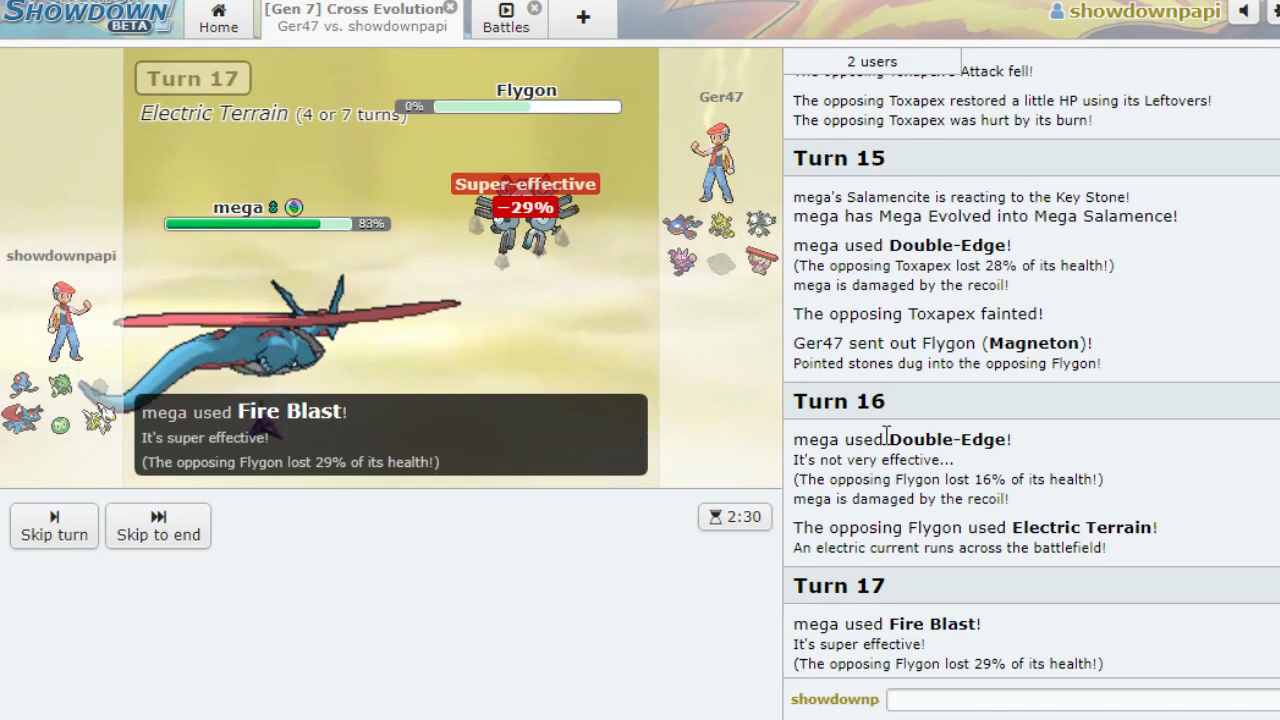 SHOWDOWN
BETA
Home
[Gen 7] Cross Evolution
Ger47 vs. showdownpapi
Battles
showdownpapi
Turn 17
Electric Terrain (4 or 7 turns)
Flygon
0%
Ger47
Super-effective
−29%
mega
83%
showdownpapi
mega used Fire Blast!
It's super effective!
(The opposing Flygon lost 29% of its health!)
Skip turn
Skip to end
2:30
2 users
Attack fell!
The opposing Toxapex restored a little HP using its Leftovers!
The opposing Toxapex was hurt by its burn!
Turn 15
mega's Salamencite is reacting to the Key Stone!
mega has Mega Evolved into Mega Salamence!
mega used Double-Edge!
(The opposing Toxapex lost 28% of its health!)
mega is damaged by the recoil!
The opposing Toxapex fainted!
Ger47 sent out Flygon (Magneton)!
Pointed stones dug into the opposing Flygon!
Turn 16
mega used Double-Edge!
It's not very effective...
(The opposing Flygon lost 16% of its health!)
mega is damaged by the recoil!
The opposing Flygon used Electric Terrain!
An electric current runs across the battlefield!
Turn 17
mega used Fire Blast!
It's super effective!
(The opposing Flygon lost 29% of its health!)
showdownp